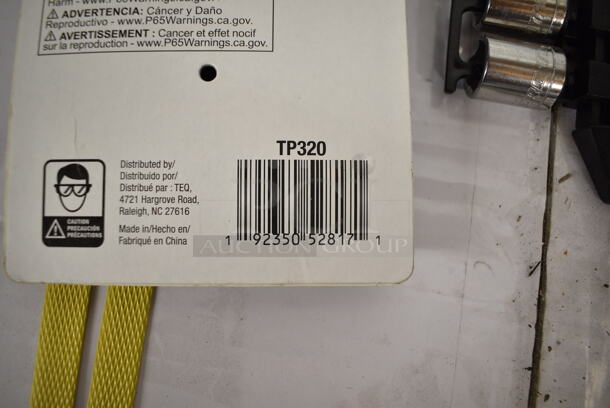 Harm - www.P65Warnings.ca.gov.
ADVERTENCIA: Cáncer y Daño
Reproductivo - www.P65Warnings.ca.gov.
AVERTISSEMENT : Cancer et effet nocif
sur la reproduction - www.P65Warnings.ca.gov.
TP320
Distributed by/
Distribuido por/
Distribué par : TEQ,
4721 Hargrove Road,
Raleigh, NC 27616
Made in/Hecho en/
Fabriqué en China
CAUTION
PRECAUCIÓN
PRÉCAUTIONS
1 92350 52817 1
AUCTION GROUP